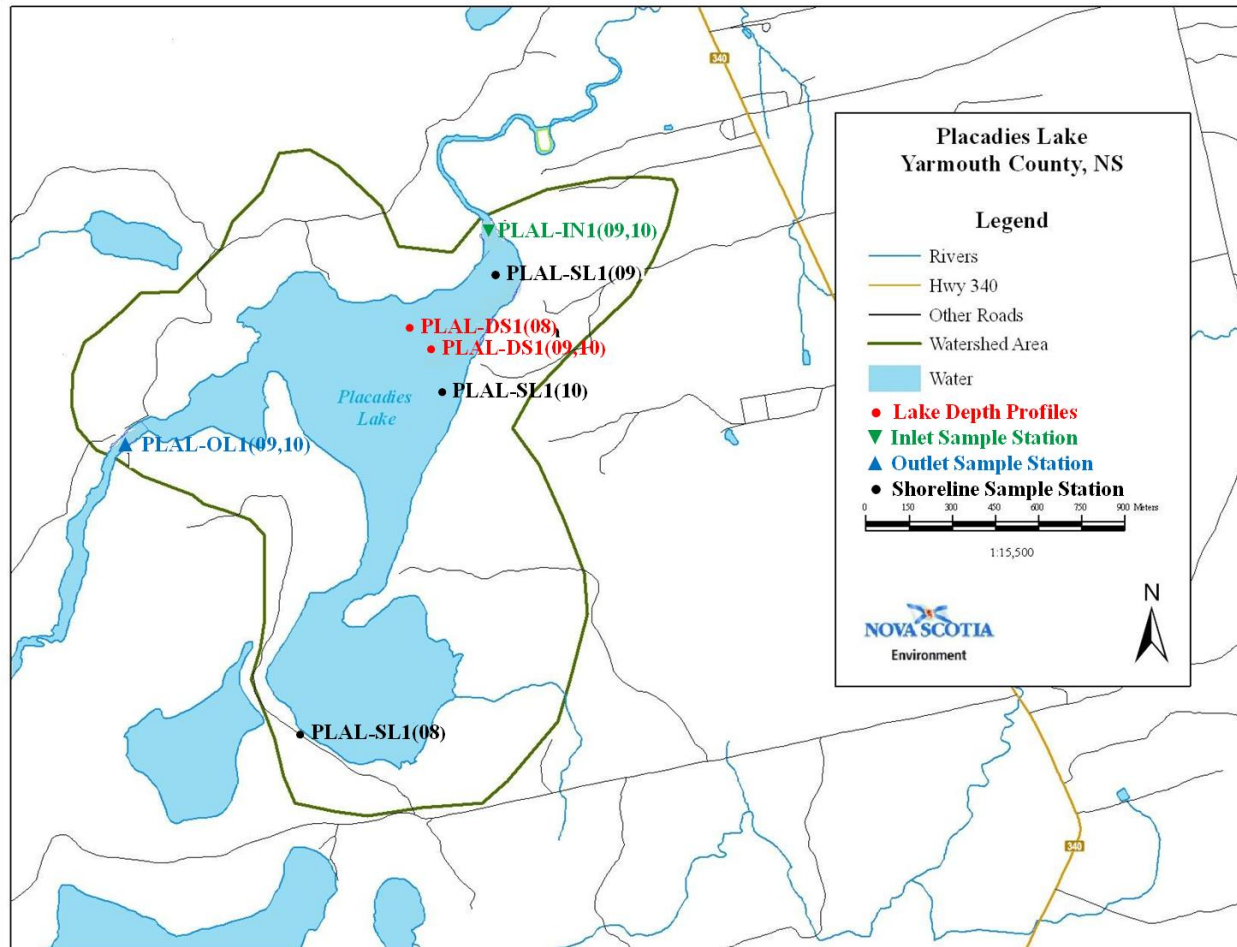 340
PLAL-IN1(09,10)
PLAL-SL1(09)
PLAL-DS1(08)
PLAL-DS1(09,10)
PLAL-SL1(10)
Placadies
Lake
PLAL-OL1(09,10)
PLAL-SL1(08)
340
Placadies Lake
Yarmouth County, NS
Legend
Rivers
Hwy 340
Other Roads
Watershed Area
Water
Lake Depth Profiles
Inlet Sample Station
Outlet Sample Station
Shoreline Sample Station
0 150 300 450 600 750 900 Meters
1:15,500
N
NOVA SCOTIA
Environment